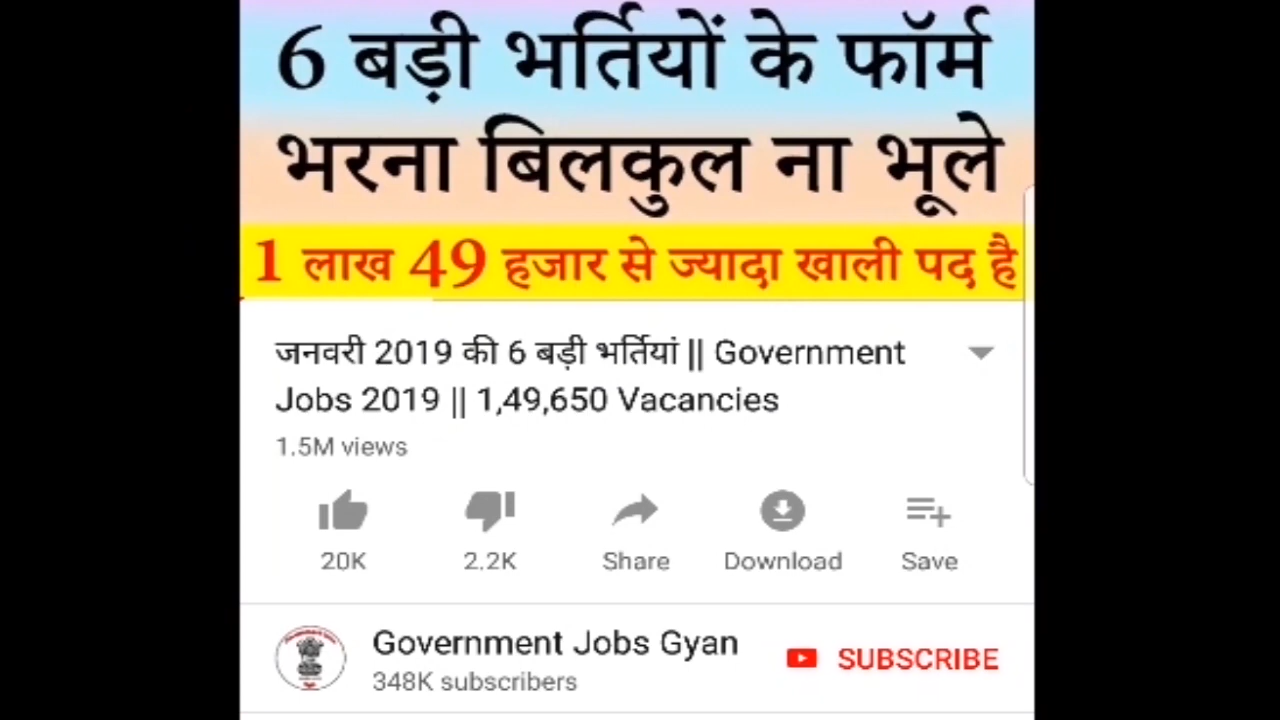 6 बड़ी भर्तियों के फॉर्म
भरना बिलकुल ना भूले
1 लाख 49 हजार से ज्यादा खाली पद है
जनवरी 2019 की 6 बड़ी भर्तियां || Government
Jobs 2019 || 1,49,650 Vacancies
1.5M views
20K 2.2K Share Download Save
Government Jobs Gyan
348K subscribers
SUBSCRIBE